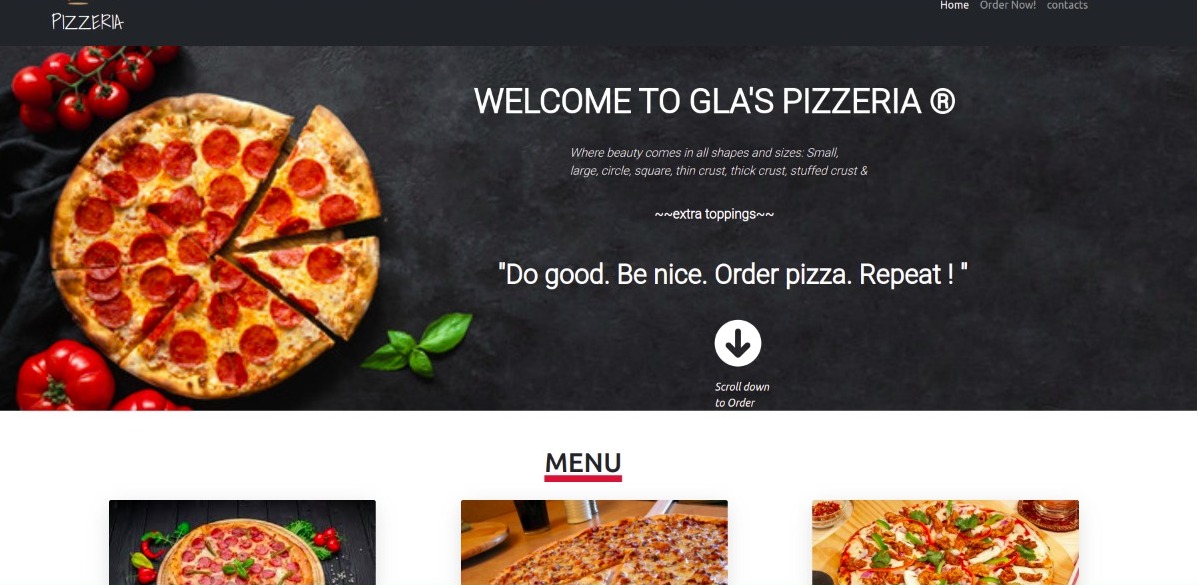 PIZZERIA
Home Order Now! contacts
WELCOME TO GLA'S PIZZERIA ®
Where beauty comes in all shapes and sizes: Small,
large, circle, square, thin crust, thick crust, stuffed crust &
~~extra toppings~~
"Do good. Be nice. Order pizza. Repeat ! "
Scroll down
to Order
MENU